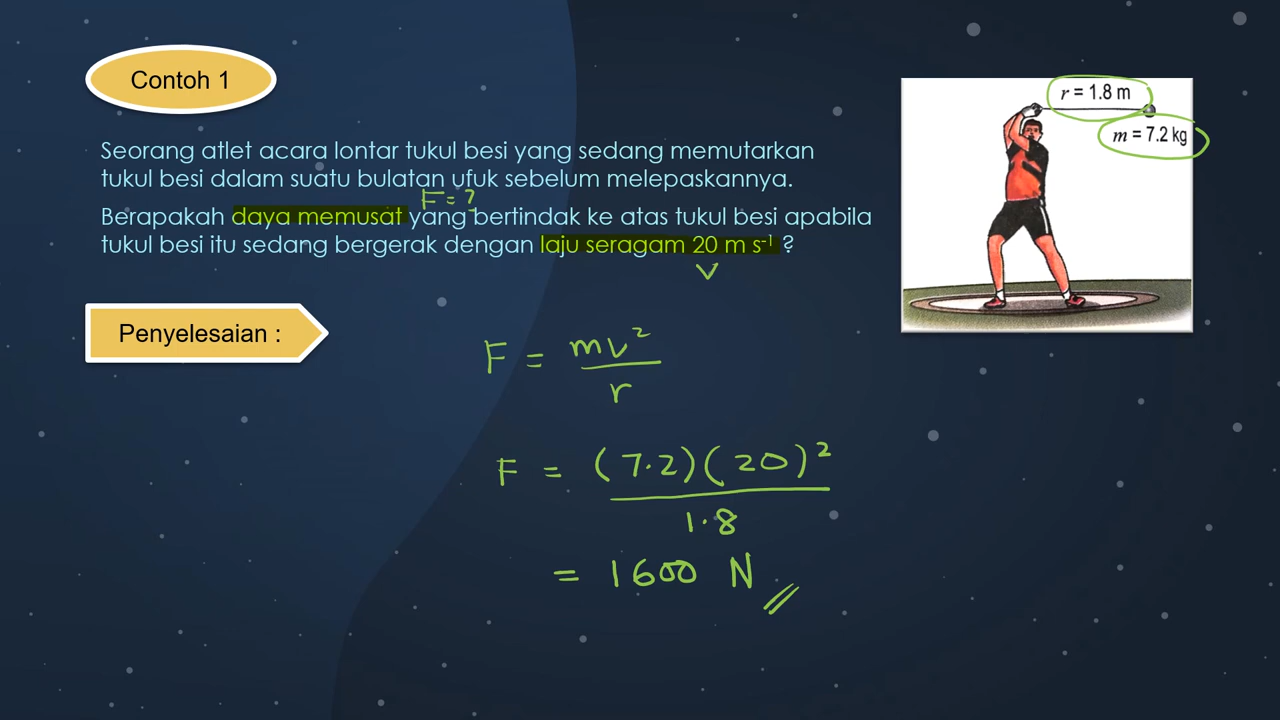 Contoh 1
r = 1.8 m
m = 7.2 kg
Seorang atlet acara lontar tukul besi yang sedang memutarkan
tukul besi dalam suatu bulatan ufuk sebelum melepaskannya.
F = ?
Berapakah daya memusat yang bertindak ke atas tukul besi apabila
tukul besi itu sedang bergerak dengan laju seragam 20 m s⁻¹ ?
v
Penyelesaian :
F = mv²
r
F = (7.2)(20)²
1.8
= 1600 N